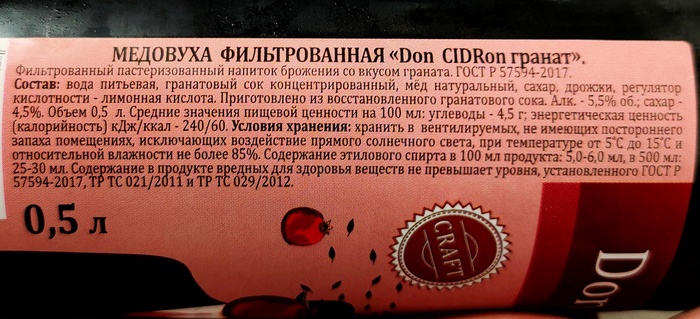 МЕДОВУХА ФИЛЬТРОВАННАЯ «Don CIDRon гранат».
Фильтрованный пастеризованный напиток брожения со вкусом граната. ГОСТ Р 57594-2017.
Состав: вода питьевая, гранатовый сок концентрированный, мёд натуральный, сахар, дрожжи, регулятор
кислотности - лимонная кислота. Приготовлено из восстановленного гранатового сока. Алк. - 5,5% об.; сахар -
4,5%. Объем 0,5 л. Средние значения пищевой ценности на 100 мл: углеводы - 4,5 г; энергетическая ценность
(калорийность) кДж/ккал - 240/60. Условия хранения: хранить в вентилируемых, не имеющих постороннего
запаха помещениях, исключающих воздействие прямого солнечного света, при температуре от 5°С до 15°С и
относительной влажности не более 85%. Содержание этилового спирта в 100 мл продукта: 5,0-6,0 мл, в 500 мл:
25-30 мл. Содержание в продукте вредных для здоровья веществ не превышает уровня, установленного ГОСТ Р
57594-2017, ТР ТС 021/2011 и ТР ТС 029/2012.
0,5 л
CRAFT
Don